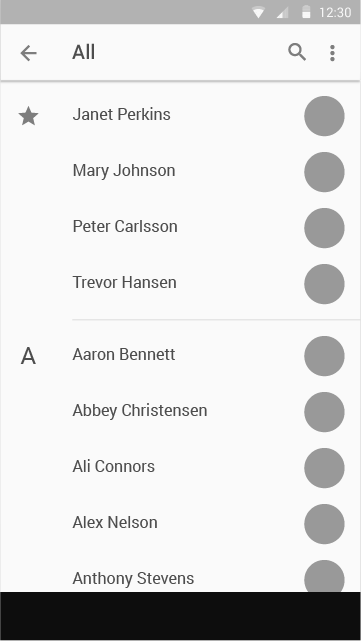 12:30
All
Janet Perkins
Mary Johnson
Peter Carlsson
Trevor Hansen
A
Aaron Bennett
Abbey Christensen
Ali Connors
Alex Nelson
Anthony Stevens